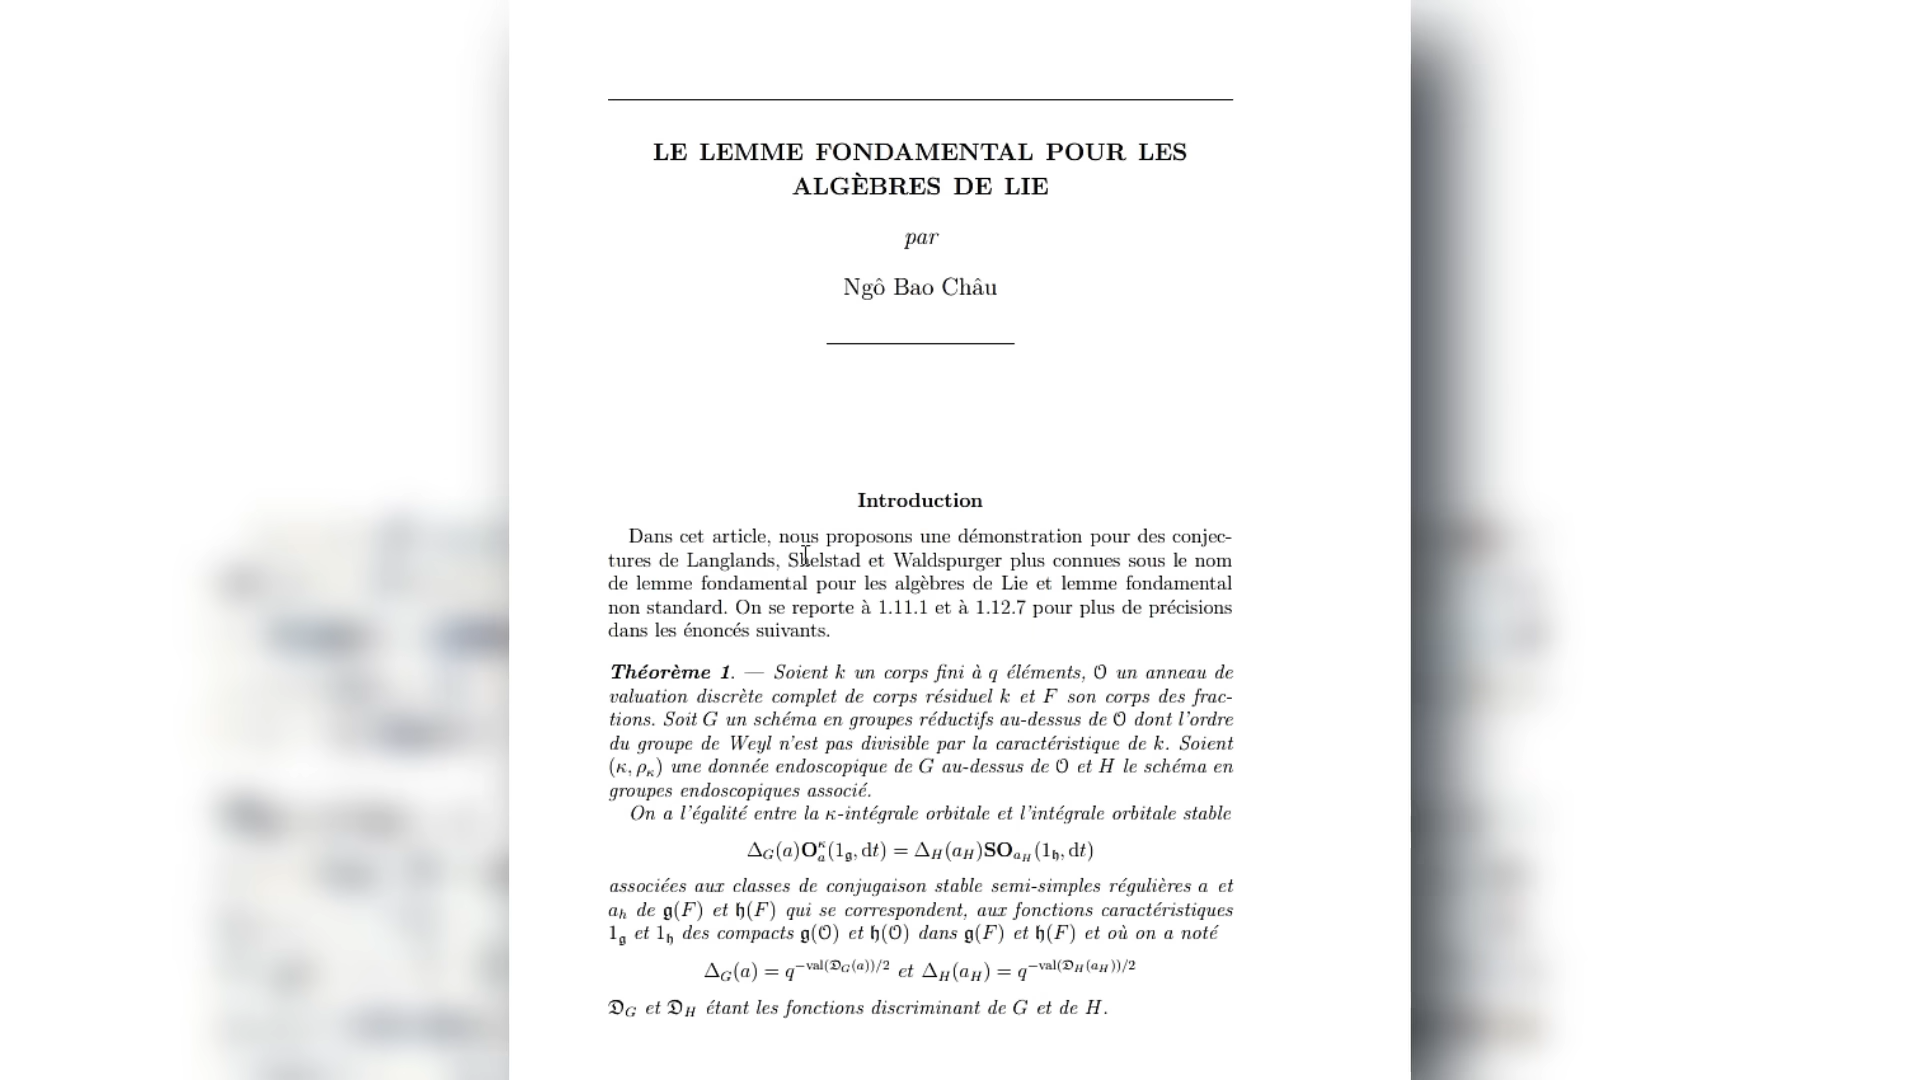 LE LEMME FONDAMENTAL POUR LES
ALGÈBRES DE LIE
par
Ngô Bao Châu
Introduction
Dans cet article, nous proposons une démonstration pour des conjec-
tures de Langlands, Shelstad et Waldspurger plus connues sous le nom
de lemme fondamental pour les algèbres de Lie et lemme fondamental
non standard. On se reporte à 1.11.1 et à 1.12.7 pour plus de précisions
dans les énoncés suivants.
Théorème 1. — Soient k un corps fini à q éléments, 𝒪 un anneau de
valuation discrète complet de corps résiduel k et F son corps des frac-
tions. Soit G un schéma en groupes réductifs au-dessus de 𝒪 dont l'ordre
du groupe de Weyl n'est pas divisible par la caractéristique de k. Soient
(κ, ρ_κ) une donnée endoscopique de G au-dessus de 𝒪 et H le schéma en
groupes endoscopiques associé.
On a l'égalité entre la κ-intégrale orbitale et l'intégrale orbitale stable
Δ_G(a)O_a^κ(1_𝔤, dt) = Δ_H(a_H)SO_{a_H}(1_𝔥, dt)
associées aux classes de conjugaison stable semi-simples régulières a et
a_h de 𝔤(F) et 𝔥(F) qui se correspondent, aux fonctions caractéristiques
1_𝔤 et 1_𝔥 des compacts 𝔤(𝒪) et 𝔥(𝒪) dans 𝔤(F) et 𝔥(F) et où on a noté
Δ_G(a) = q^{−val(𝔇_G(a))/2} et Δ_H(a_H) = q^{−val(𝔇_H(a_H))/2}
𝔇_G et 𝔇_H étant les fonctions discriminant de G et de H.